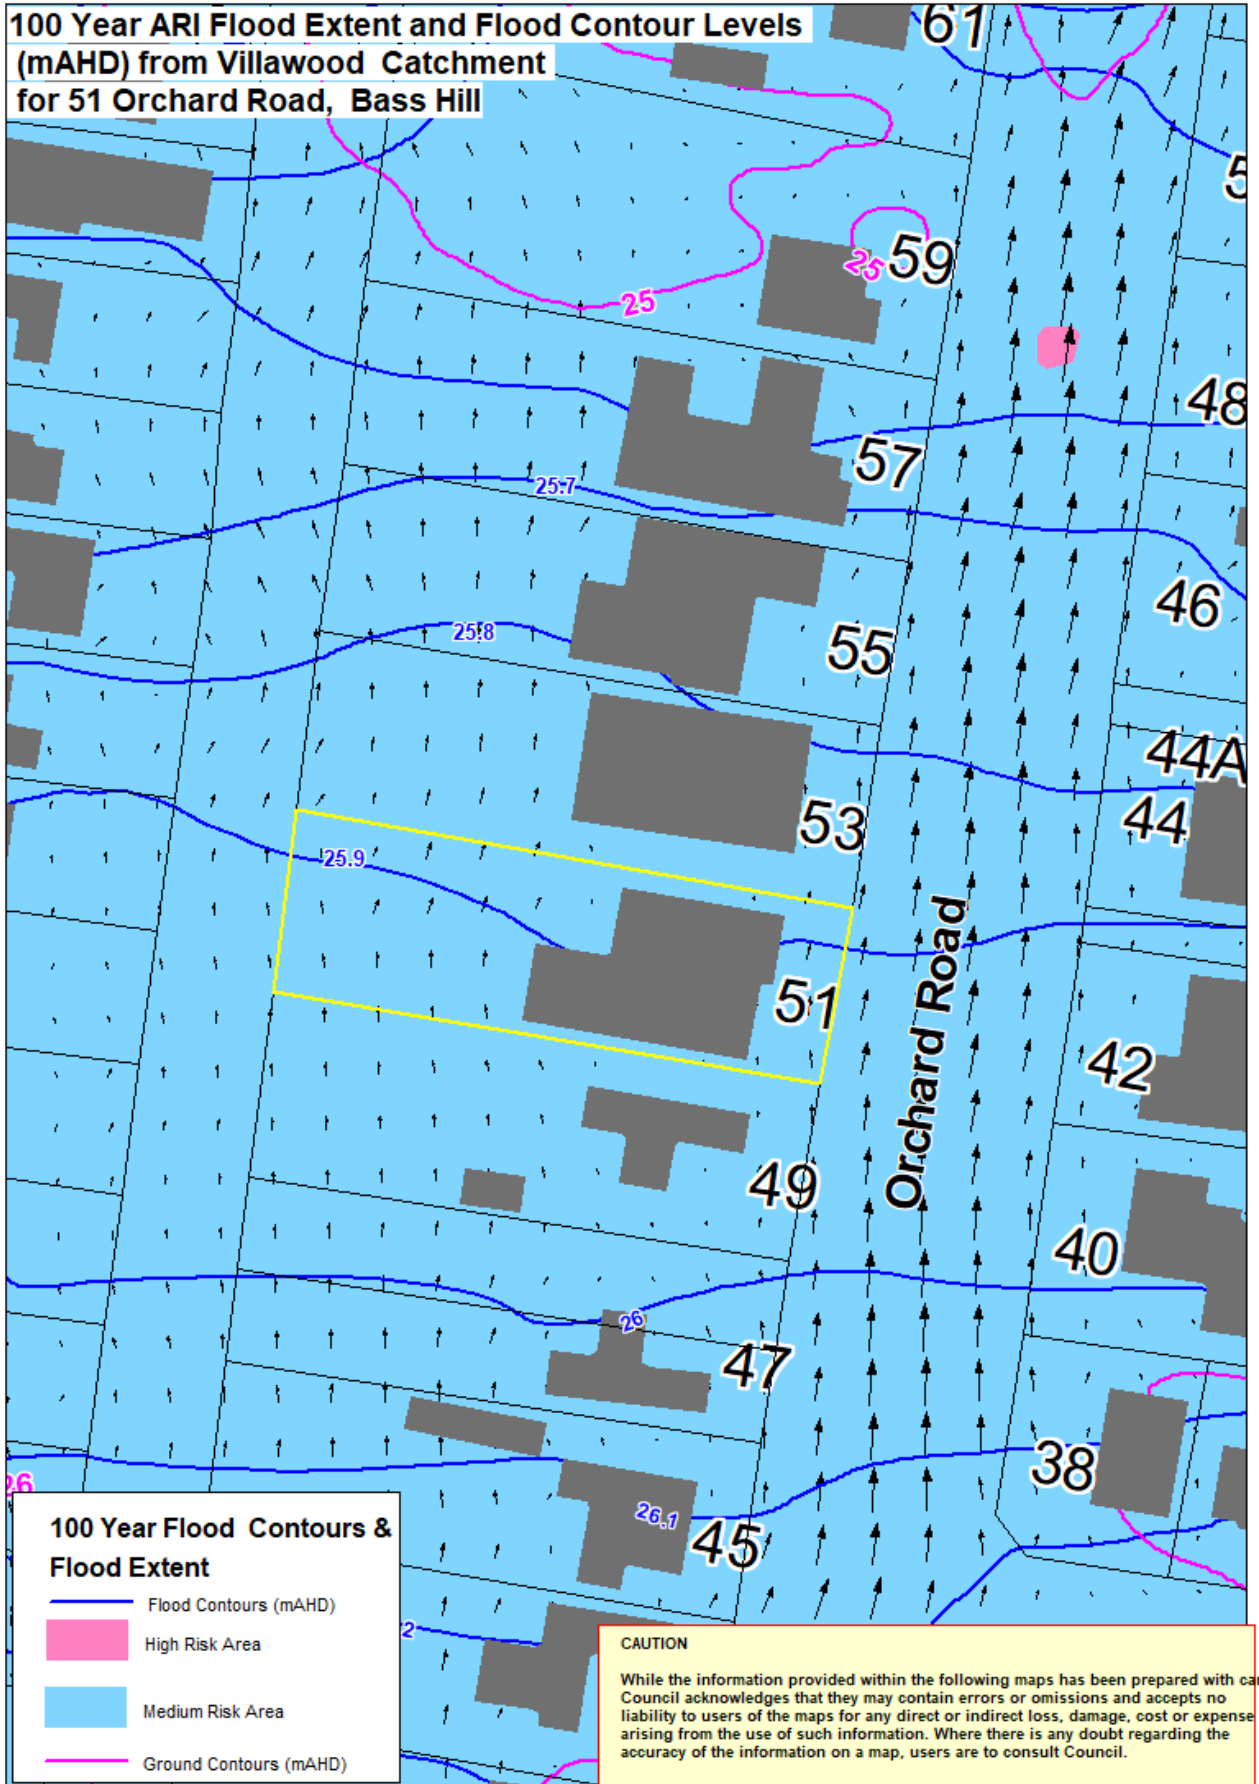 100 Year ARI Flood Extent and Flood Contour Levels
(mAHD) from Villawood Catchment
for 51 Orchard Road, Bass Hill
61
5
59
25
25
48
57
25.7
46
25.8
55
44A
53
44
25.9
51
Orchard Road
42
49
40
26
47
38
26
26.1
45
2
100 Year Flood Contours &
Flood Extent
Flood Contours (mAHD)
High Risk Area
Medium Risk Area
Ground Contours (mAHD)
CAUTION
While the information provided within the following maps has been prepared with car
Council acknowledges that they may contain errors or omissions and accepts no
liability to users of the maps for any direct or indirect loss, damage, cost or expense
arising from the use of such information. Where there is any doubt regarding the
accuracy of the information on a map, users are to consult Council.